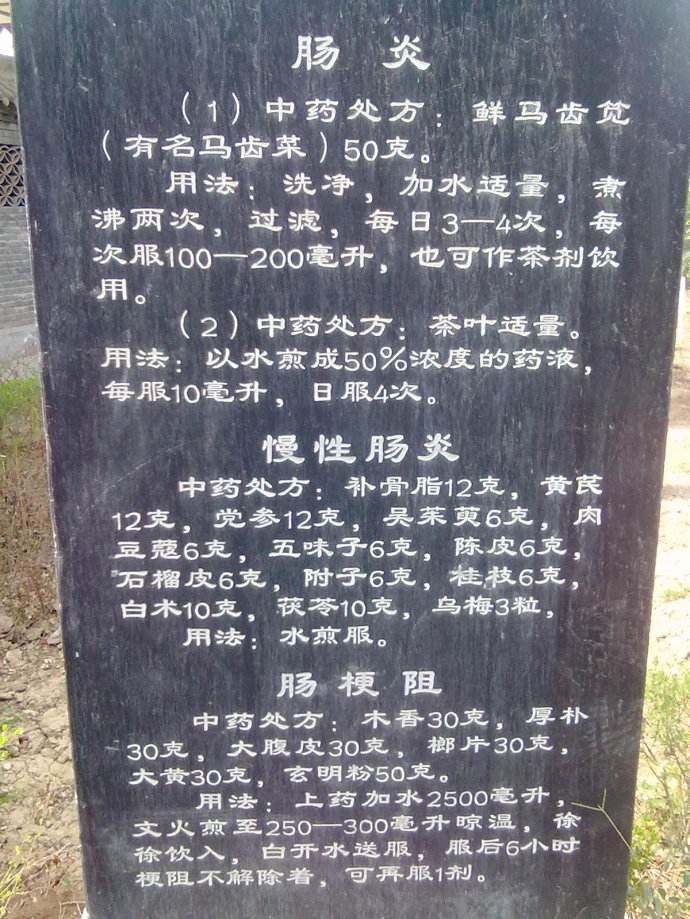 肠炎
（1）中药处方：鲜马齿苋
（有名马齿菜）50克。
用法：洗净，加水适量，煮
沸两次，过滤，每日3—4次，每
次服100—200毫升，也可作茶剂饮
用。
（2）中药处方：茶叶适量。
用法：以水煎成50%浓度的药液，
每服10毫升，日服4次。
慢性肠炎
中药处方：补骨脂12克，黄芪
12克，党参12克，吴茱萸6克，肉
豆蔻6克，五味子6克，陈皮6克，
石榴皮6克，附子6克，桂枝6克，
白木10克，茯苓10克，乌梅3粒，
用法：水煎服。
肠梗阻
中药处方：木香30克，厚朴
30克，大腹皮30克，榔片30克，
大黄30克，玄明粉50克。
用法：上药加水2500毫升，
文火煎至250—300毫升晾温，徐
徐饮入，白开水送服，服后6小时
梗阻不解除着，可再服1剂。